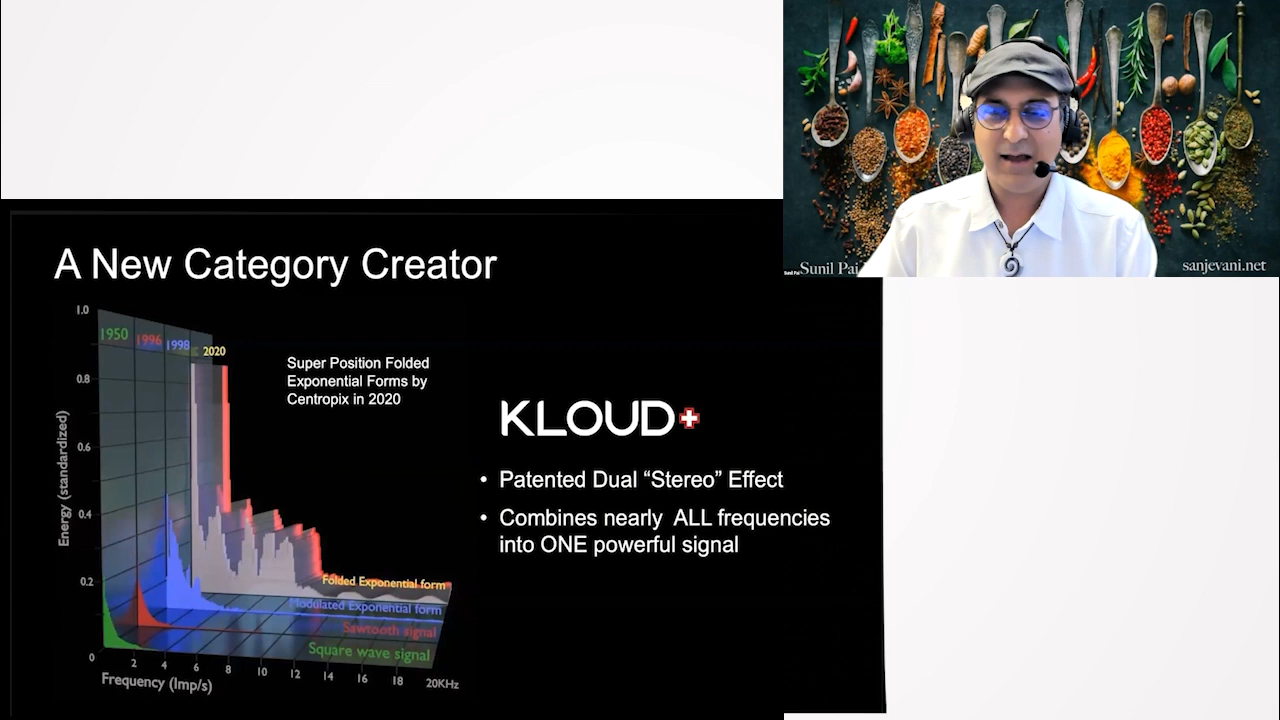 A New Category Creator
1.0
0.8
0.6
0.4
0.2
0
Energy (standardized)
1950
1996
1998
2020
Super Position Folded
Exponential Forms by
Centropix in 2020
Folded Exponential form
Modulated Exponential form
Sawtooth signal
Square wave signal
2
4
6
8
10
12
14
16
18
20KHz
Frequency (Imp/s)
KLOUD
• Patented Dual “Stereo” Effect
• Combines nearly ALL frequencies
into ONE powerful signal
Sunil Pai
Sunil Pai
sanjevani.net